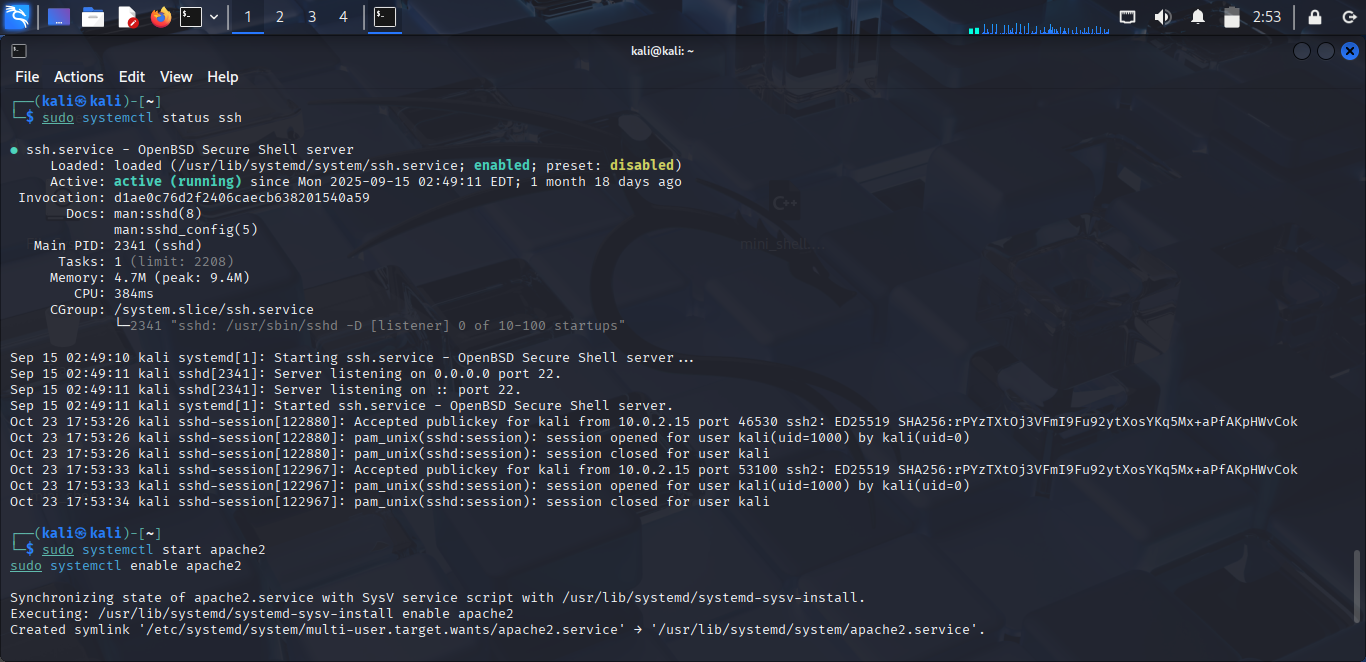 1 2 3 4 2:53
kali@kali: ~
File Actions Edit View Help
┌──(kali㉿kali)-[~]
└─$ sudo systemctl status ssh
● ssh.service - OpenBSD Secure Shell server
Loaded: loaded (/usr/lib/systemd/system/ssh.service; enabled; preset: disabled)
Active: active (running) since Mon 2025-09-15 02:49:11 EDT; 1 month 18 days ago
Invocation: d1ae0c76d2f2406caecb638201540a59
Docs: man:sshd(8)
man:sshd_config(5)
Main PID: 2341 (sshd)
Tasks: 1 (limit: 2208)
Memory: 4.7M (peak: 9.4M)
CPU: 384ms
CGroup: /system.slice/ssh.service
└─2341 "sshd: /usr/sbin/sshd -D [listener] 0 of 10-100 startups"
Sep 15 02:49:10 kali systemd[1]: Starting ssh.service - OpenBSD Secure Shell server...
Sep 15 02:49:11 kali sshd[2341]: Server listening on 0.0.0.0 port 22.
Sep 15 02:49:11 kali sshd[2341]: Server listening on :: port 22.
Sep 15 02:49:11 kali systemd[1]: Started ssh.service - OpenBSD Secure Shell server.
Oct 23 17:53:26 kali sshd-session[122880]: Accepted publickey for kali from 10.0.2.15 port 46530 ssh2: ED25519 SHA256:rPYzTXtOj3VFmI9Fu92ytXosYKq5Mx+aPfAKpHWvCok
Oct 23 17:53:26 kali sshd-session[122880]: pam_unix(sshd:session): session opened for user kali(uid=1000) by kali(uid=0)
Oct 23 17:53:26 kali sshd-session[122880]: pam_unix(sshd:session): session closed for user kali
Oct 23 17:53:33 kali sshd-session[122967]: Accepted publickey for kali from 10.0.2.15 port 53100 ssh2: ED25519 SHA256:rPYzTXtOj3VFmI9Fu92ytXosYKq5Mx+aPfAKpHWvCok
Oct 23 17:53:33 kali sshd-session[122967]: pam_unix(sshd:session): session opened for user kali(uid=1000) by kali(uid=0)
Oct 23 17:53:34 kali sshd-session[122967]: pam_unix(sshd:session): session closed for user kali
┌──(kali㉿kali)-[~]
└─$ sudo systemctl start apache2
sudo systemctl enable apache2
Synchronizing state of apache2.service with SysV service script with /usr/lib/systemd/systemd-sysv-install.
Executing: /usr/lib/systemd/systemd-sysv-install enable apache2
Created symlink '/etc/systemd/system/multi-user.target.wants/apache2.service' → '/usr/lib/systemd/system/apache2.service'.
C++
mini_shell...